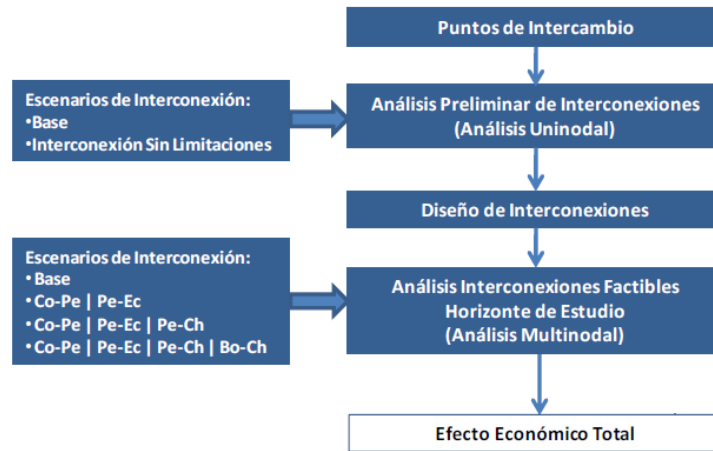 Puntos de Intercambio
Escenarios de Interconexión:
•Base
•Interconexión Sin Limitaciones
Análisis Preliminar de Interconexiones
(Análisis Uninodal)
Diseño de Interconexiones
Escenarios de Interconexión:
•Base
•Co-Pe | Pe-Ec
•Co-Pe | Pe-Ec | Pe-Ch
•Co-Pe | Pe-Ec | Pe-Ch | Bo-Ch
Análisis Interconexiones Factibles
Horizonte de Estudio
(Análisis Multinodal)
Efecto Económico Total